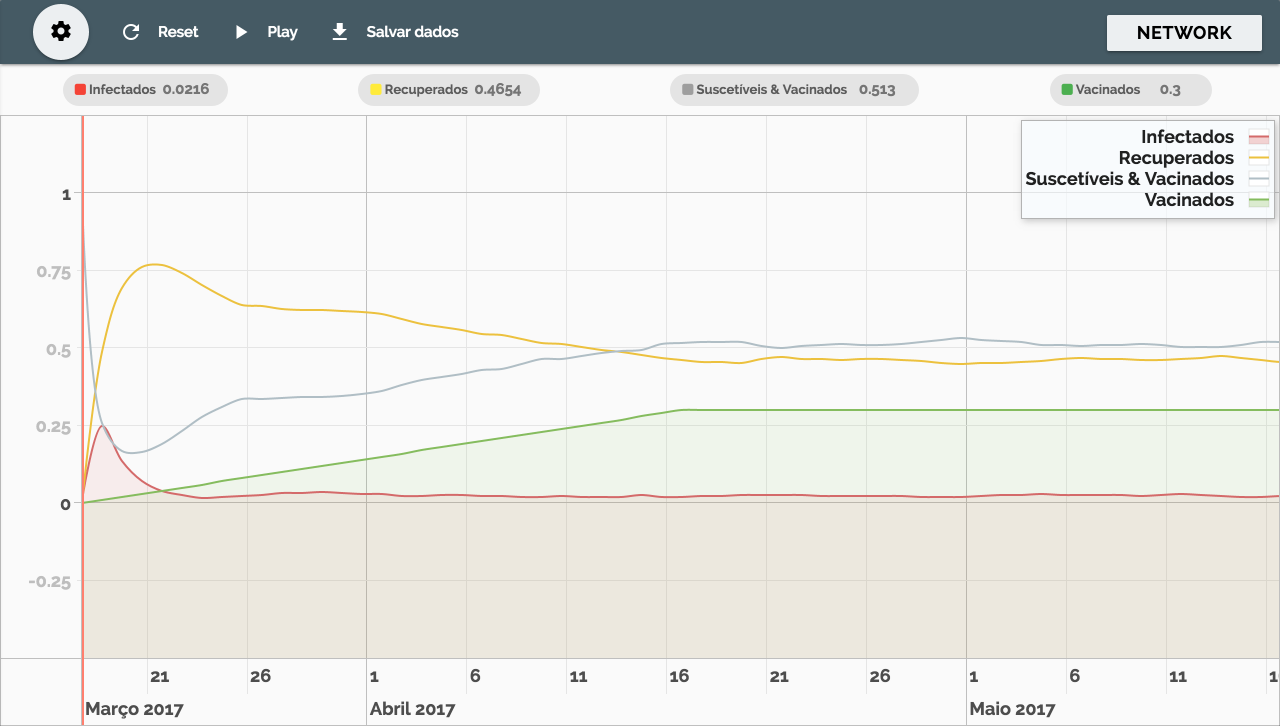 Reset Play Salvar dados NETWORK
Infectados 0.0216 Recuperados 0.4654 Suscetíveis & Vacinados 0.513 Vacinados 0.3
Infectados
Recuperados
Suscetíveis & Vacinados
Vacinados
1
0.75
0.5
0.25
0
-0.25
21 26 1 6 11 16 21 26 1 6 11
Março 2017 Abril 2017 Maio 2017